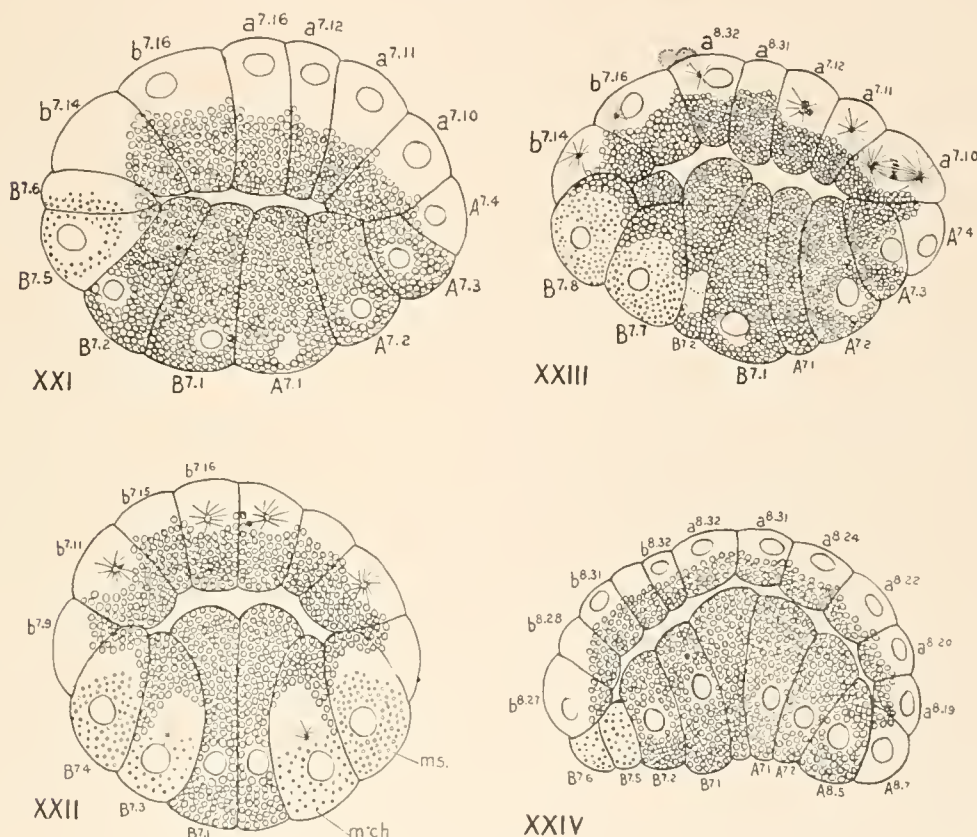 b7.14
b7.16
a7.16
a7.12
a7.11
a7.10
A7.4
A7.3
A7.2
A7.1
B7.1
B7.2
B7.5
B7.6
XXI
b7.14
b7.16
a8.32
a8.31
a7.12
a7.11
a7.10
A7.4
A7.3
A7.2
A7.1
B7.1
B7.2
B7.7
B7.8
XXIII
b7.9
b7.11
b7.15
b7.16
B7.4
B7.3
B7.1
m'ch
ms.
XXII
b8.27
b8.28
b8.31
b8.32
a8.32
a8.31
a8.24
a8.22
a8.20
a8.19
A8.7
A8.5
A7.2
A7.1
B7.1
B7.2
B7.5
B7.6
XXIV